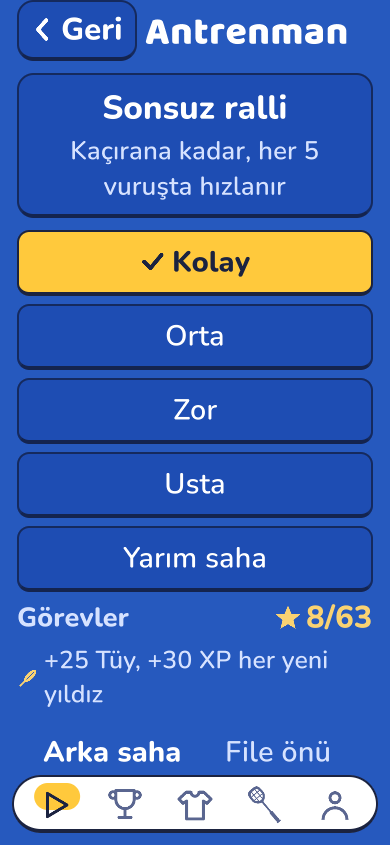 Geri
Antrenman
Sonsuz ralli
Kaçırana kadar, her 5
vuruşta hızlanır
Kolay
Orta
Zor
Usta
Yarım saha
Görevler
8/63
+25 Tüy, +30 XP her yeni
yıldız
Arka saha
File önü